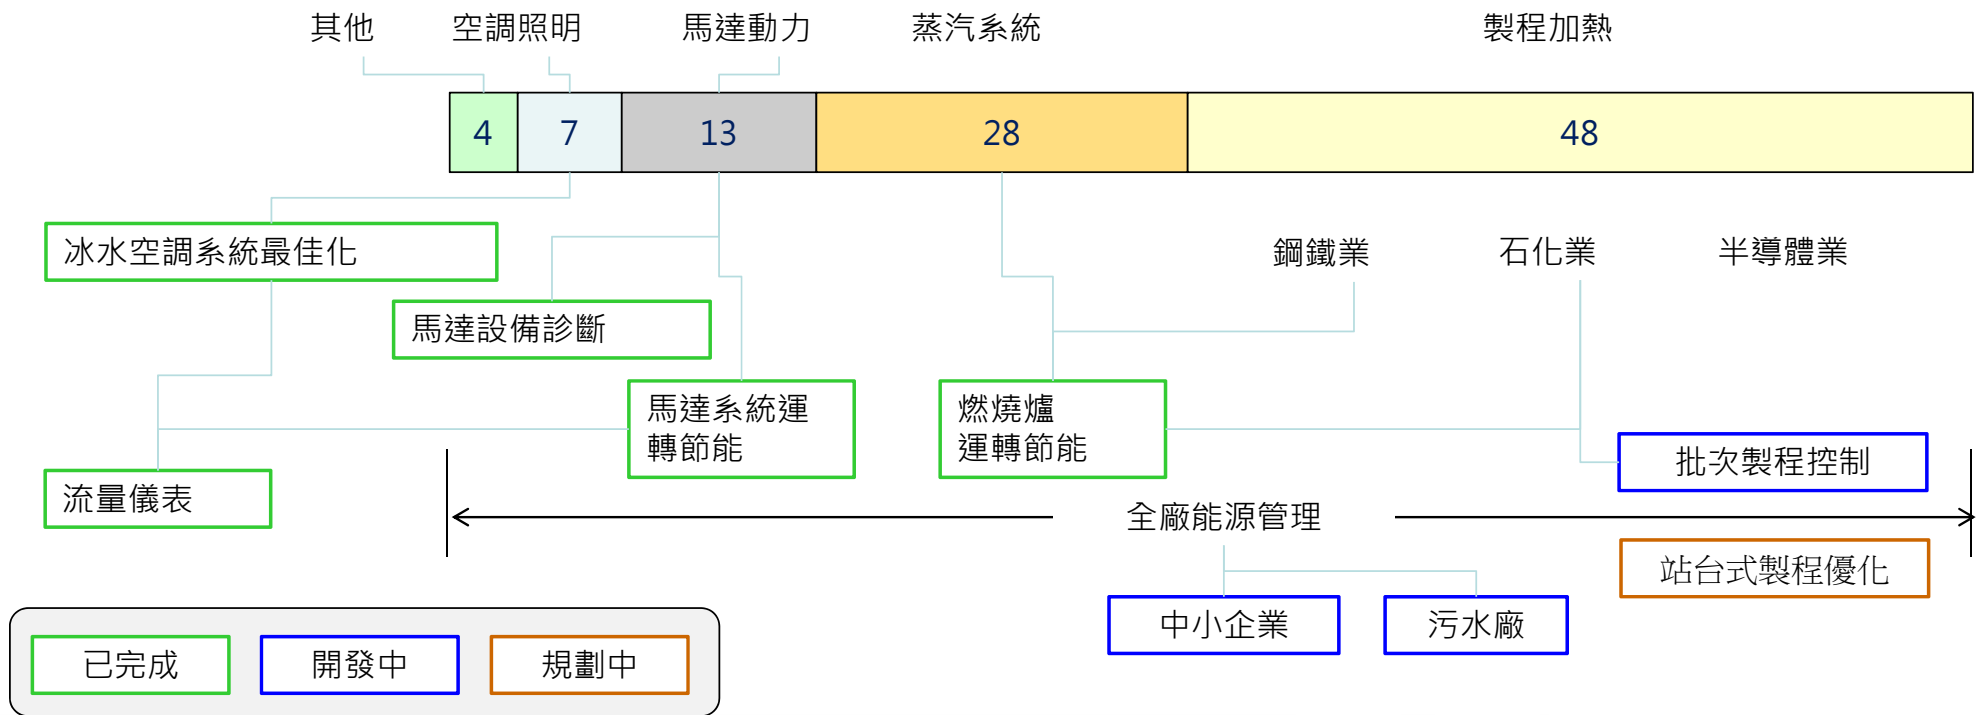 其他
空調照明
馬達動力
蒸汽系統
製程加熱
4
7
13
28
48
冰水空調系統最佳化
鋼鐵業
石化業
半導體業
馬達設備診斷
馬達系統運
轉節能
燃燒爐
運轉節能
批次製程控制
流量儀表
全廠能源管理
站台式製程優化
中小企業
污水廠
已完成
開發中
規劃中